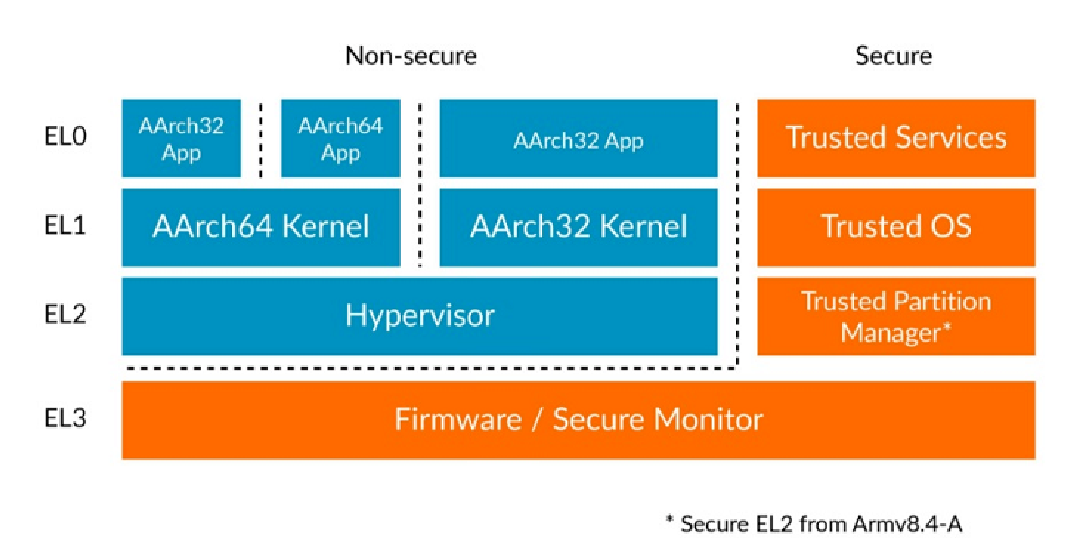 Non-secure
Secure
EL0
AArch32
App
AArch64
App
AArch32 App
Trusted Services
EL1
AArch64 Kernel
AArch32 Kernel
Trusted OS
EL2
Hypervisor
Trusted Partition
Manager*
EL3
Firmware / Secure Monitor
* Secure EL2 from Armv8.4-A